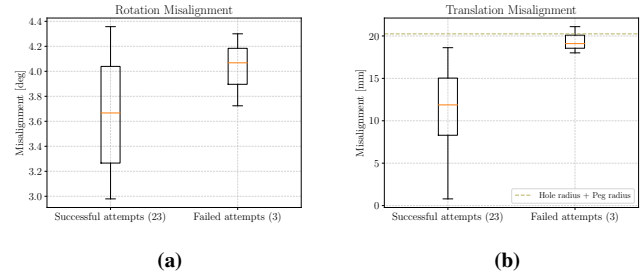 Rotation Misalignment
4.4
4.2
4.0
3.8
3.6
3.4
3.2
3.0
Misalignment [deg]
Successful attempts (23)
Failed attempts (3)
(a)
Translation Misalignment
20
15
10
5
0
Misalignment [mm]
Hole radius + Peg radius
Successful attempts (23)
Failed attempts (3)
(b)